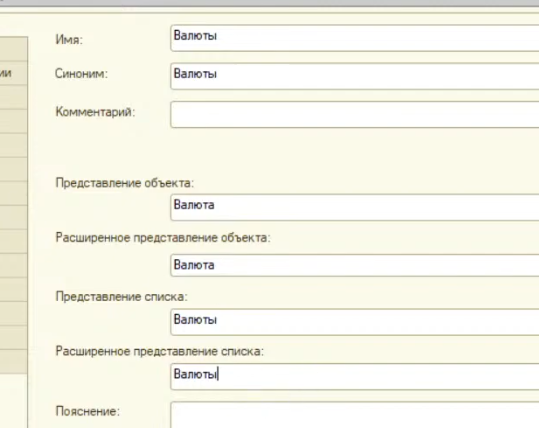 Имя:
Валюты
ии
Синоним:
Валюты
Комментарий:
Представление объекта:
Валюта
Расширенное представление объекта:
Валюта
Представление списка:
Валюты
Расширенное представление списка:
Валюты
Пояснение: